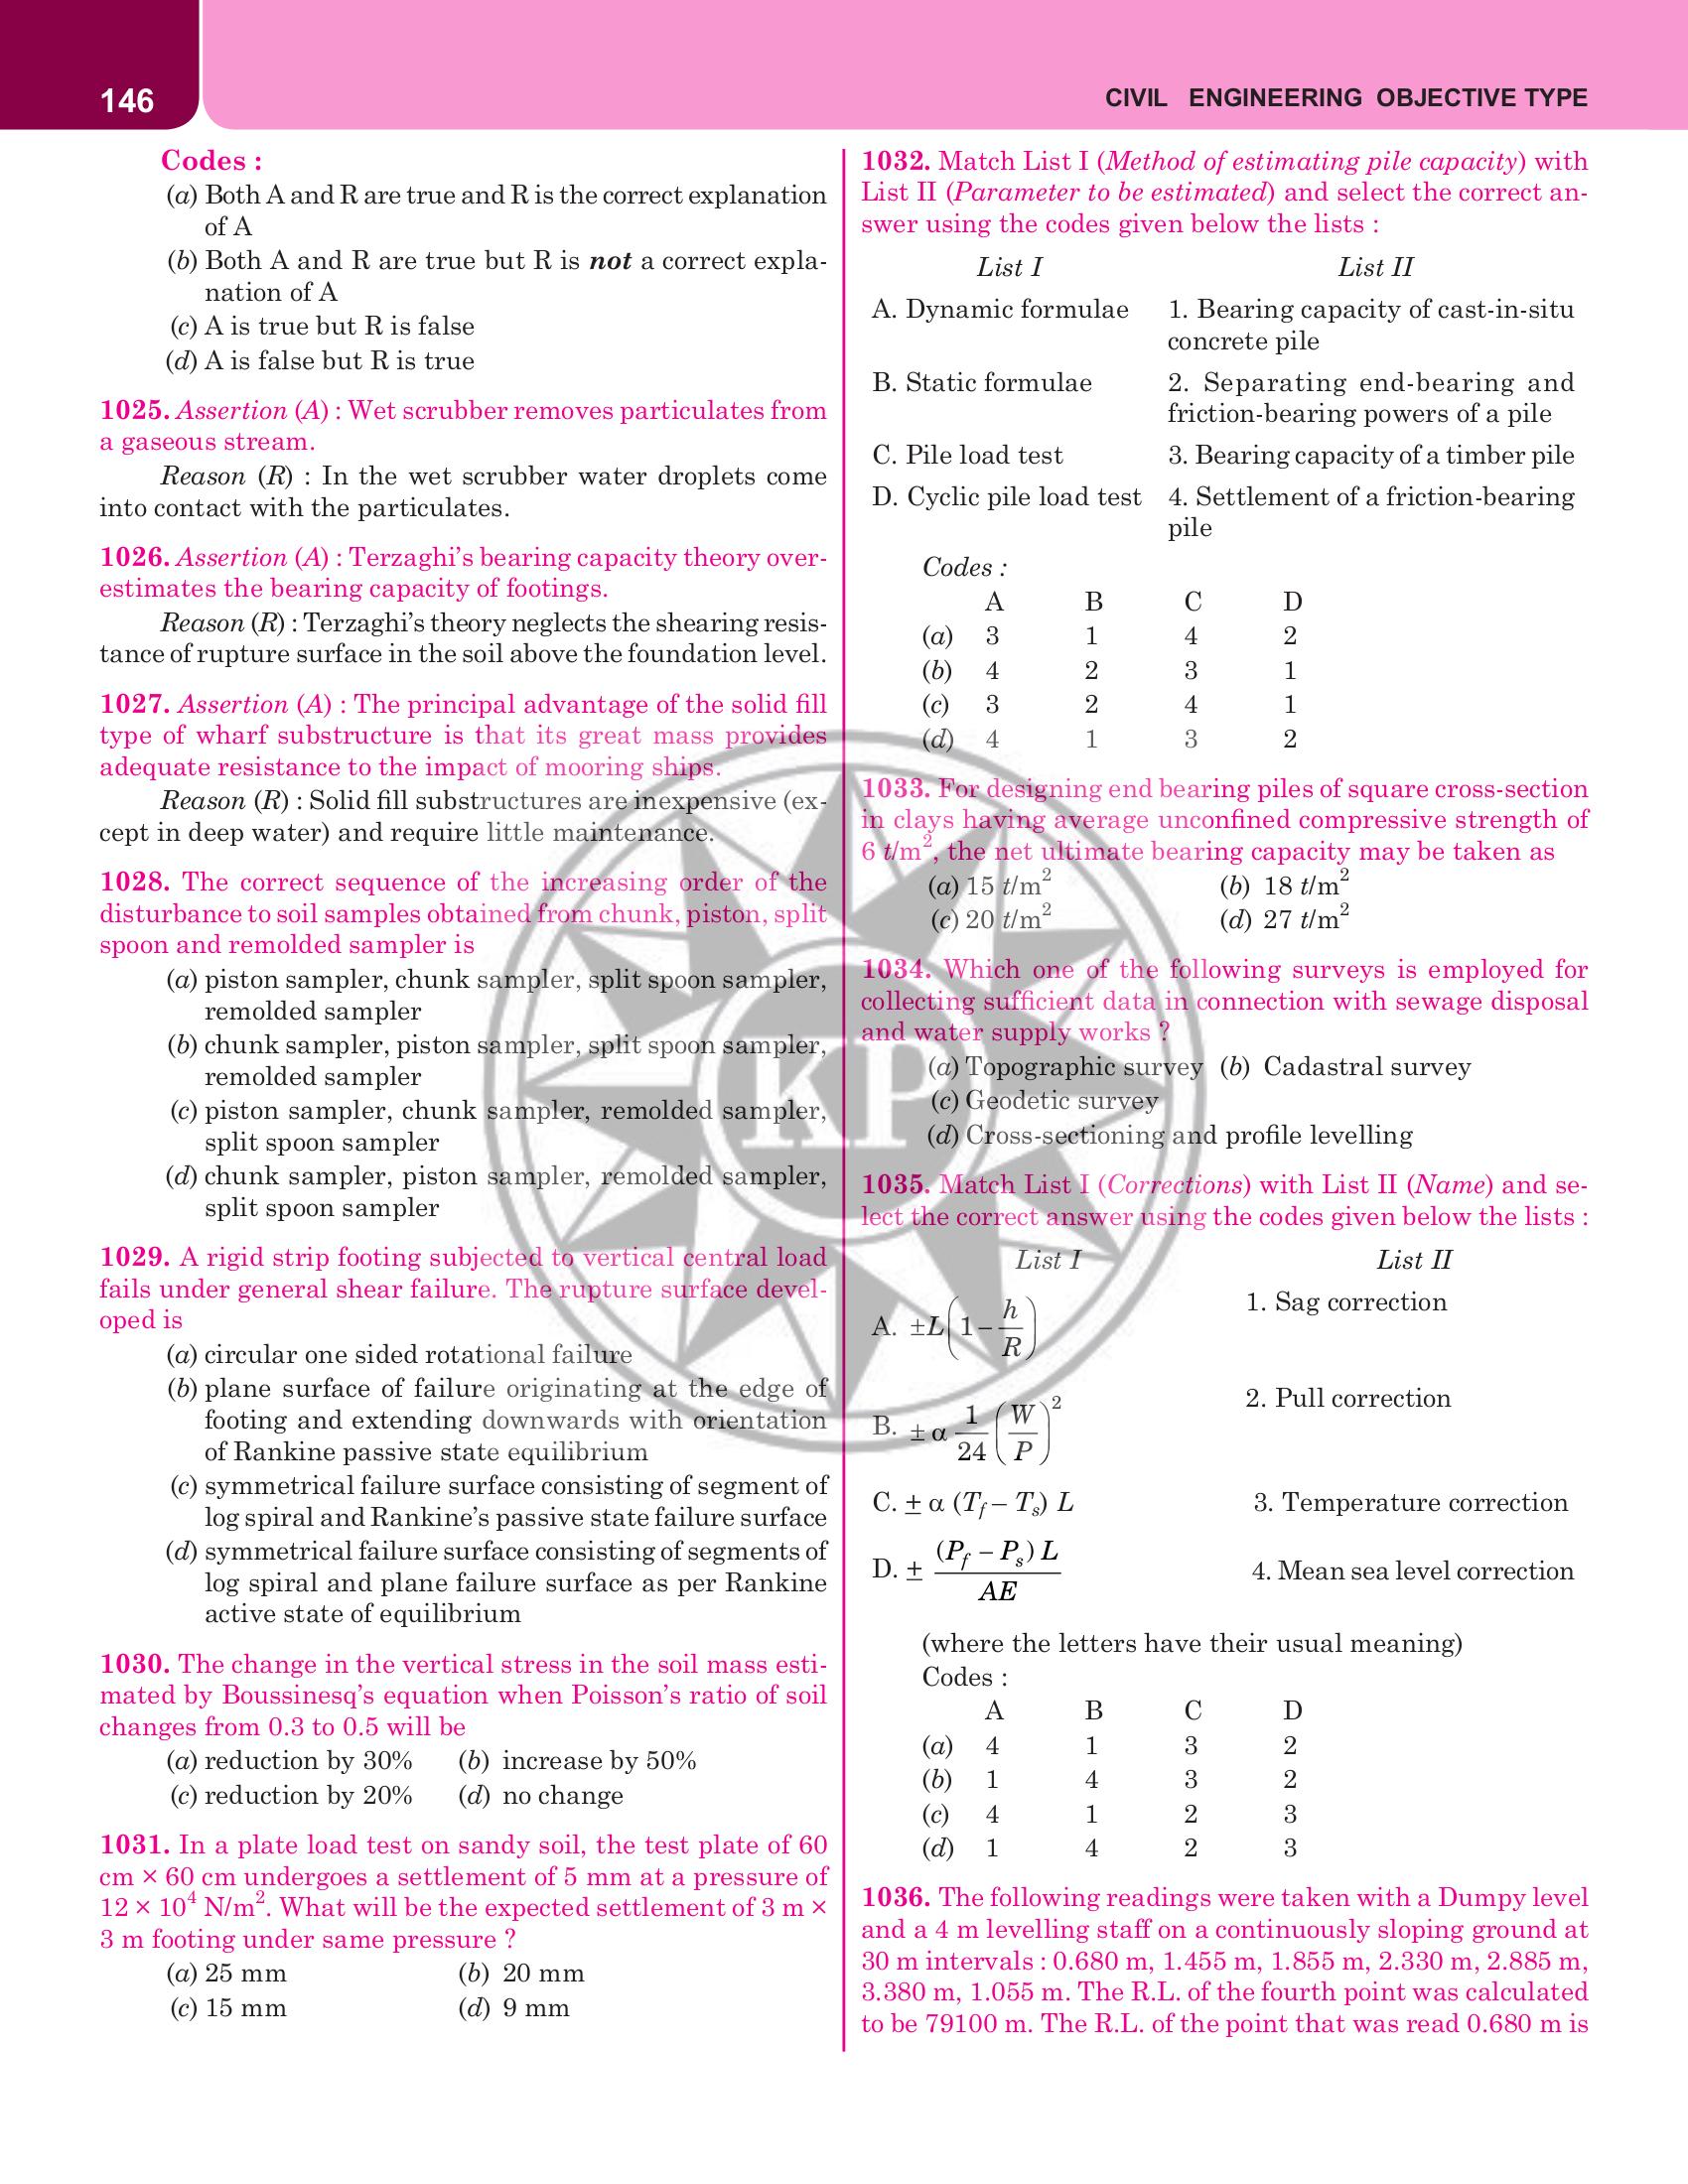 146
CIVIL ENGINEERING OBJECTIVE TYPE
Codes :
(a) Both A and R are true and R is the correct explanation
of A
(b) Both A and R are true but R is not a correct expla-
nation of A
(c) A is true but R is false
(d) A is false but R is true
1025. Assertion (A) : Wet scrubber removes particulates from
a gaseous stream.
Reason (R) : In the wet scrubber water droplets come
into contact with the particulates.
1026. Assertion (A) : Terzaghi's bearing capacity theory over-
estimates the bearing capacity of footings.
Reason (R) : Terzaghi's theory neglects the shearing resis-
tance of rupture surface in the soil above the foundation level.
1027. Assertion (A) : The principal advantage of the solid fill
type of wharf substructure is that its great mass provides
adequate resistance to the impact of mooring ships.
Reason (R) : Solid fill substructures are inexpensive (ex-
cept in deep water) and require little maintenance.
1028. The correct sequence of the increasing order of the
disturbance to soil samples obtained from chunk, piston, split
spoon and remolded sampler is
(a) piston sampler, chunk sampler, split spoon sampler,
remolded sampler
(b) chunk sampler, piston sampler, split spoon sampler,
remolded sampler
(c) piston sampler, chunk sampler, remolded sampler,
split spoon sampler
(d) chunk sampler, piston sampler, remolded sampler,
split spoon sampler
1029. A rigid strip footing subjected to vertical central load
fails under general shear failure. The rupture surface devel-
oped is
(a) circular one sided rotational failure
(b) plane surface of failure originating at the edge of
footing and extending downwards with orientation
of Rankine passive state equilibrium
(c) symmetrical failure surface consisting of segment of
log spiral and Rankine's passive state failure surface
(d) symmetrical failure surface consisting of segments of
log spiral and plane failure surface as per Rankine
active state of equilibrium
1030. The change in the vertical stress in the soil mass esti-
mated by Boussinesq's equation when Poisson's ratio of soil
changes from 0.3 to 0.5 will be
(a) reduction by 30% (b) increase by 50%
(c) reduction by 20% (d) no change
1031. In a plate load test on sandy soil, the test plate of 60
cm × 60 cm undergoes a settlement of 5 mm at a pressure of
12 × 10⁴ N/m². What will be the expected settlement of 3 m ×
3 m footing under same pressure ?
(a) 25 mm (b) 20 mm
(c) 15 mm (d) 9 mm
1032. Match List I (Method of estimating pile capacity) with
List II (Parameter to be estimated) and select the correct an-
swer using the codes given below the lists :
List I List II
A. Dynamic formulae 1. Bearing capacity of cast-in-situ
concrete pile
B. Static formulae 2. Separating end-bearing and
friction-bearing powers of a pile
C. Pile load test 3. Bearing capacity of a timber pile
D. Cyclic pile load test 4. Settlement of a friction-bearing
pile
Codes :
A B C D
(a) 3 1 4 2
(b) 4 2 3 1
(c) 3 2 4 1
(d) 4 1 3 2
1033. For designing end bearing piles of square cross-section
in clays having average unconfined compressive strength of
6 t/m², the net ultimate bearing capacity may be taken as
(a) 15 t/m² (b) 18 t/m²
(c) 20 t/m² (d) 27 t/m²
1034. Which one of the following surveys is employed for
collecting sufficient data in connection with sewage disposal
and water supply works ?
(a) Topographic survey (b) Cadastral survey
(c) Geodetic survey
(d) Cross-sectioning and profile levelling
1035. Match List I (Corrections) with List II (Name) and se-
lect the correct answer using the codes given below the lists :
List I List II
A. ±L(1 – h/R) 1. Sag correction
B. ± α 1/24 (W/P)² 2. Pull correction
C. ± α (T_f – T_s) L 3. Temperature correction
D. ± (P_f – P_s) L / AE 4. Mean sea level correction
(where the letters have their usual meaning)
Codes :
A B C D
(a) 4 1 3 2
(b) 1 4 3 2
(c) 4 1 2 3
(d) 1 4 2 3
1036. The following readings were taken with a Dumpy level
and a 4 m levelling staff on a continuously sloping ground at
30 m intervals : 0.680 m, 1.455 m, 1.855 m, 2.330 m, 2.885 m,
3.380 m, 1.055 m. The R.L. of the fourth point was calculated
to be 79100 m. The R.L. of the point that was read 0.680 m is
KP